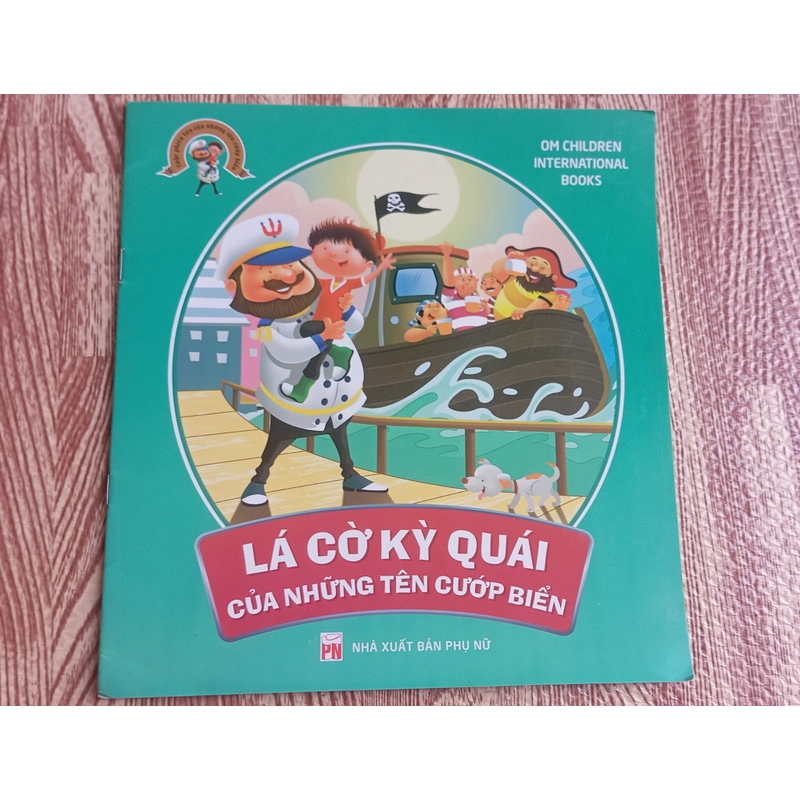 OM CHILDREN
INTERNATIONAL
BOOKS
LÁ CỜ KỲ QUÁI
CỦA NHỮNG TÊN CƯỚP BIỂN
PN
NHÀ XUẤT BẢN PHỤ NỮ